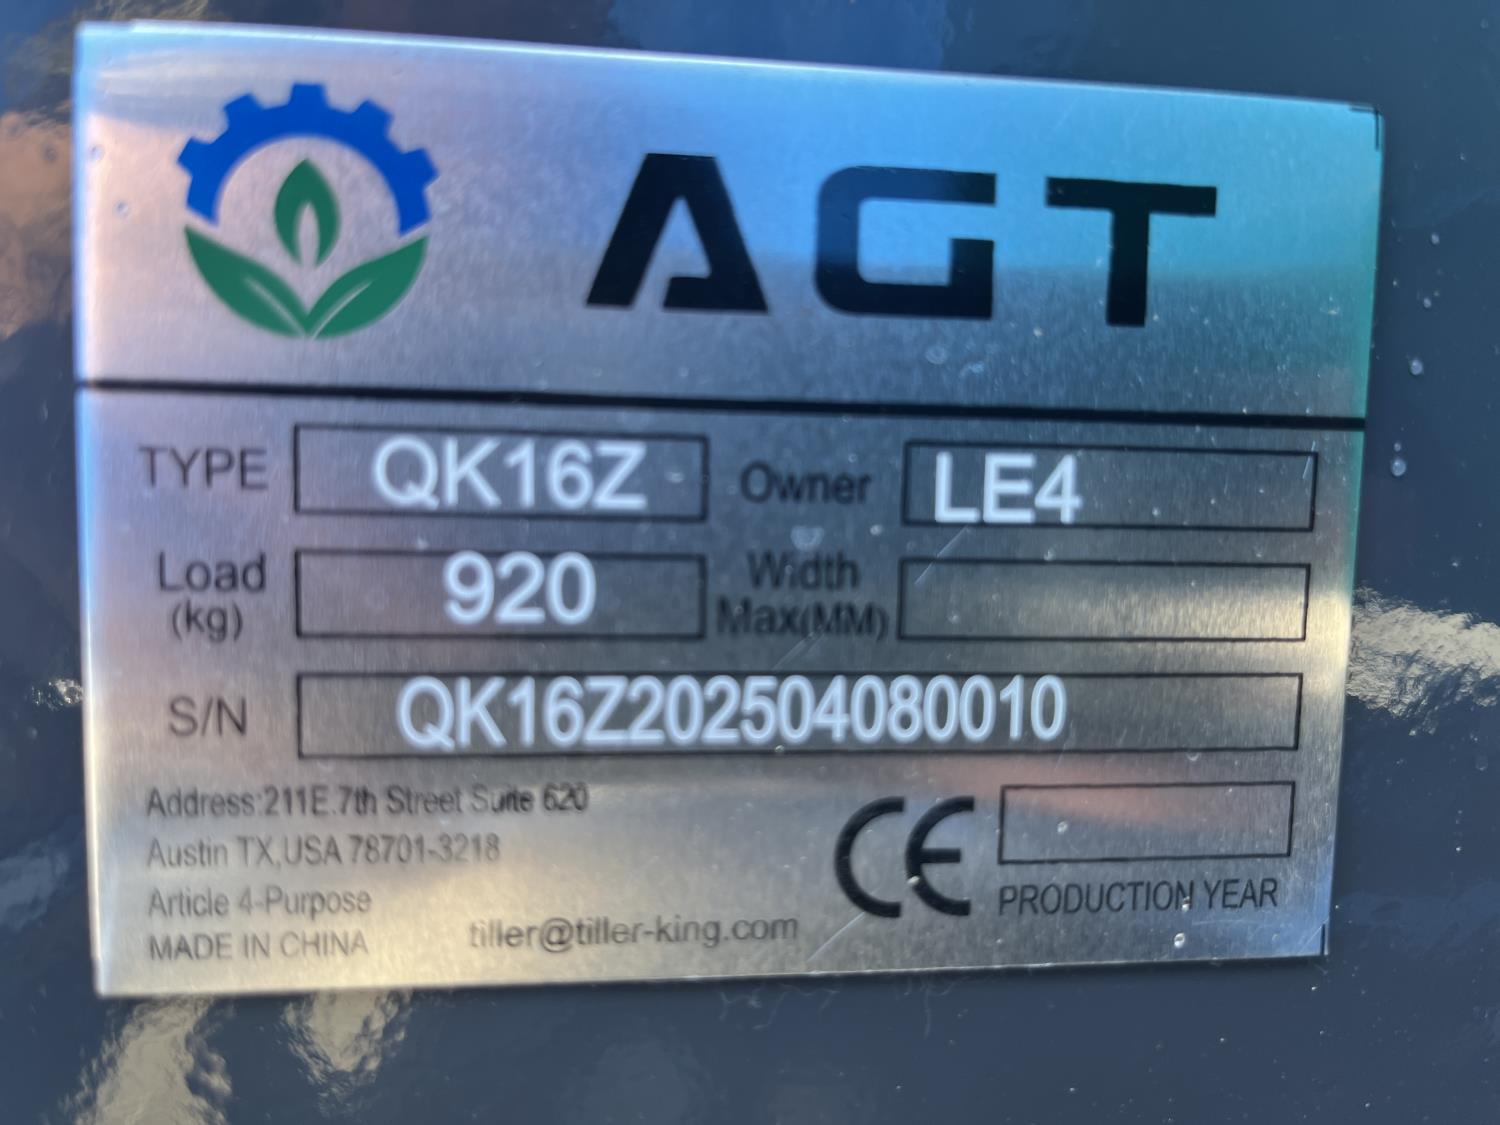 AGT
TYPE QK16Z Owner LE4
Load (kg) 920 Width Max(MM)
S/N QK16Z202504080010
Address:211E.7th Street Suite 620
Austin TX,USA 78701-3218
Article 4-Purpose
MADE IN CHINA
tiller@tiller-king.com
CE
PRODUCTION YEAR